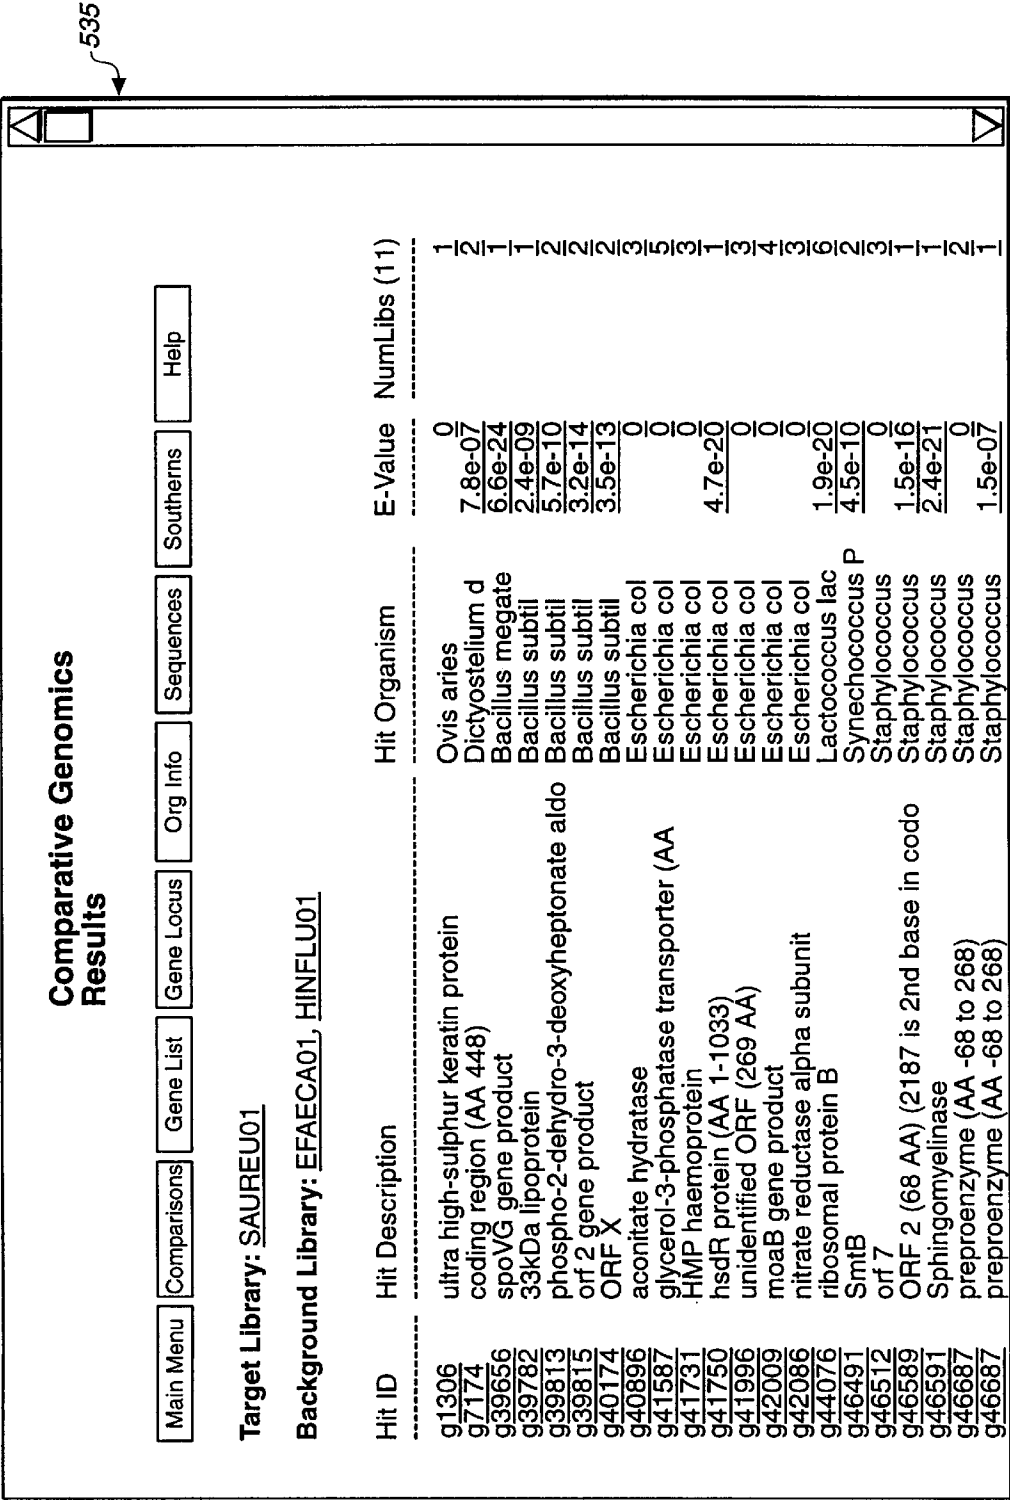 535
Comparative Genomics
Results
Main Menu Comparisons Gene List Gene Locus Org Info Sequences Southerns Help
Target Library: SAUREU01
Background Library: EFAECA01, HINFLU01
Hit ID Hit Description Hit Organism E-Value NumLibs (11)
g13306 ultra high-sulphur keratin protein Ovis aries 0 1
g7174 coding region (AA 448) Dictyostelium d 7.8e-07 2
g39656 spoVG gene product Bacillus megate 6.6e-24 1
g39782 33kDa lipoprotein Bacillus subtil 2.4e-09 1
g39813 phospho-2-dehydro-3-deoxyheptonate aldo Bacillus subtil 5.7e-10 2
g39815 orf2 gene product Bacillus subtil 3.2e-14 2
g40174 ORF X Bacillus subtil 3.5e-13 2
g40896 aconitate hydratase Escherichia col 0 3
g41587 glycerol-3-phosphatase transporter (AA Escherichia col 0 5
g41731 HMP haemoprotein Escherichia col 0 3
g41750 hsdR protein (AA 1-1033) Escherichia col 4.7e-20 1
g41996 unidentified ORF (269 AA) Escherichia col 0 3
g42009 moaB gene product Escherichia col 0 4
g42086 nitrate reductase alpha subunit Escherichia col 0 3
g44076 ribosomal protein B Lactococcus lac 1.9e-20 6
g46491 SmtB Synechococcus P 4.5e-10 2
g46512 orf 7 Staphylococcus 0 3
g46589 ORF 2 (68 AA) (2187 is 2nd base in codo Staphylococcus 1.5e-16 1
g46591 Sphingomyelinase Staphylococcus 2.4e-21 1
g46687 preproenzyme (AA -68 to 268) Staphylococcus 0 2
g46687 preproenzyme (AA -68 to 268) Staphylococcus 1.5e-07 1